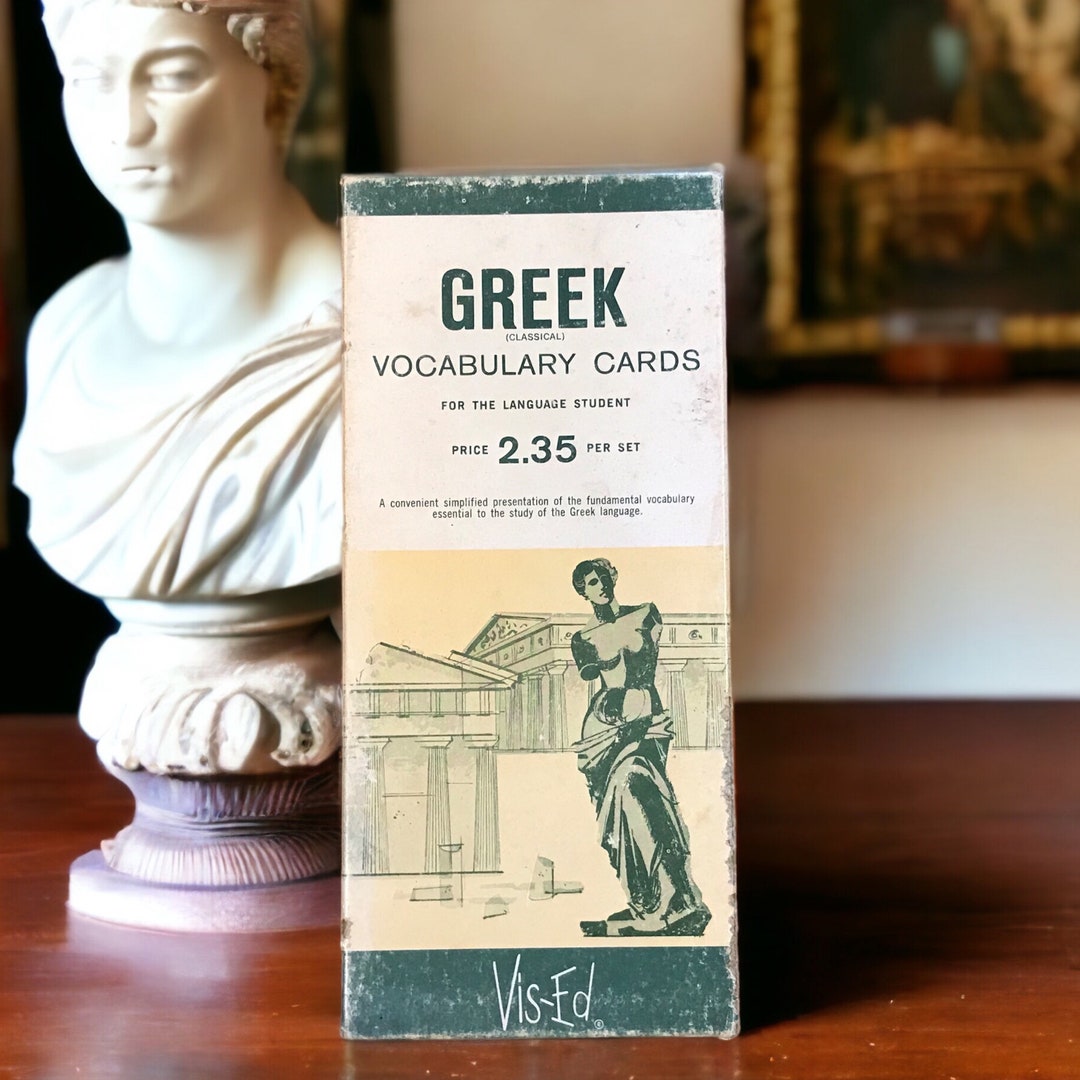 GREEK
(CLASSICAL)
VOCABULARY CARDS
FOR THE LANGUAGE STUDENT
PRICE 2.35 PER SET
A convenient simplified presentation of the fundamental vocabulary
essential to the study of the Greek language.
Vis-Ed®